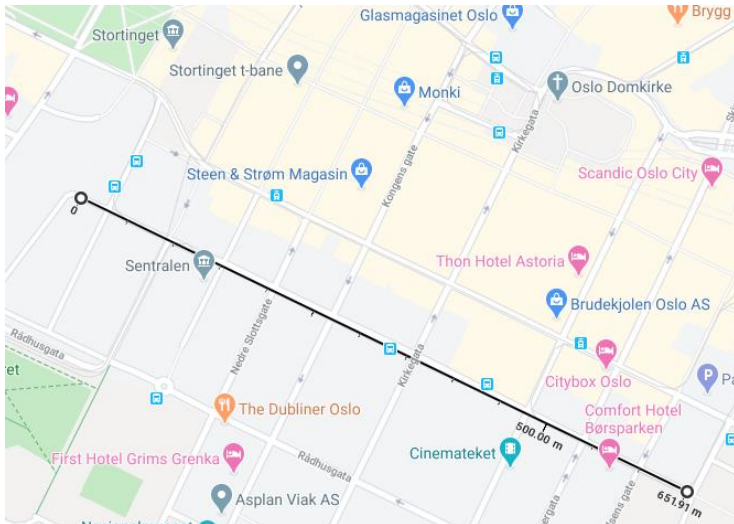 Glasmagasinet Oslo
Brygg
Stortinget
Stortinget t-bane
Monki
Oslo Domkirke
Kirkegata
Kongens gate
Steen & Strøm Magasin
Scandic Oslo City
0
Sentralen
Thon Hotel Astoria
Brudekjolen Oslo AS
Nedre Slottsgate
Rådhusgata
Kirkegata
Citybox Oslo
P
The Dubliner Oslo
Comfort Hotel
Børsparken
500.00 m
First Hotel Grims Grenka
Rådhusgata
Cinemateket
651.91 m
Asplan Viak AS